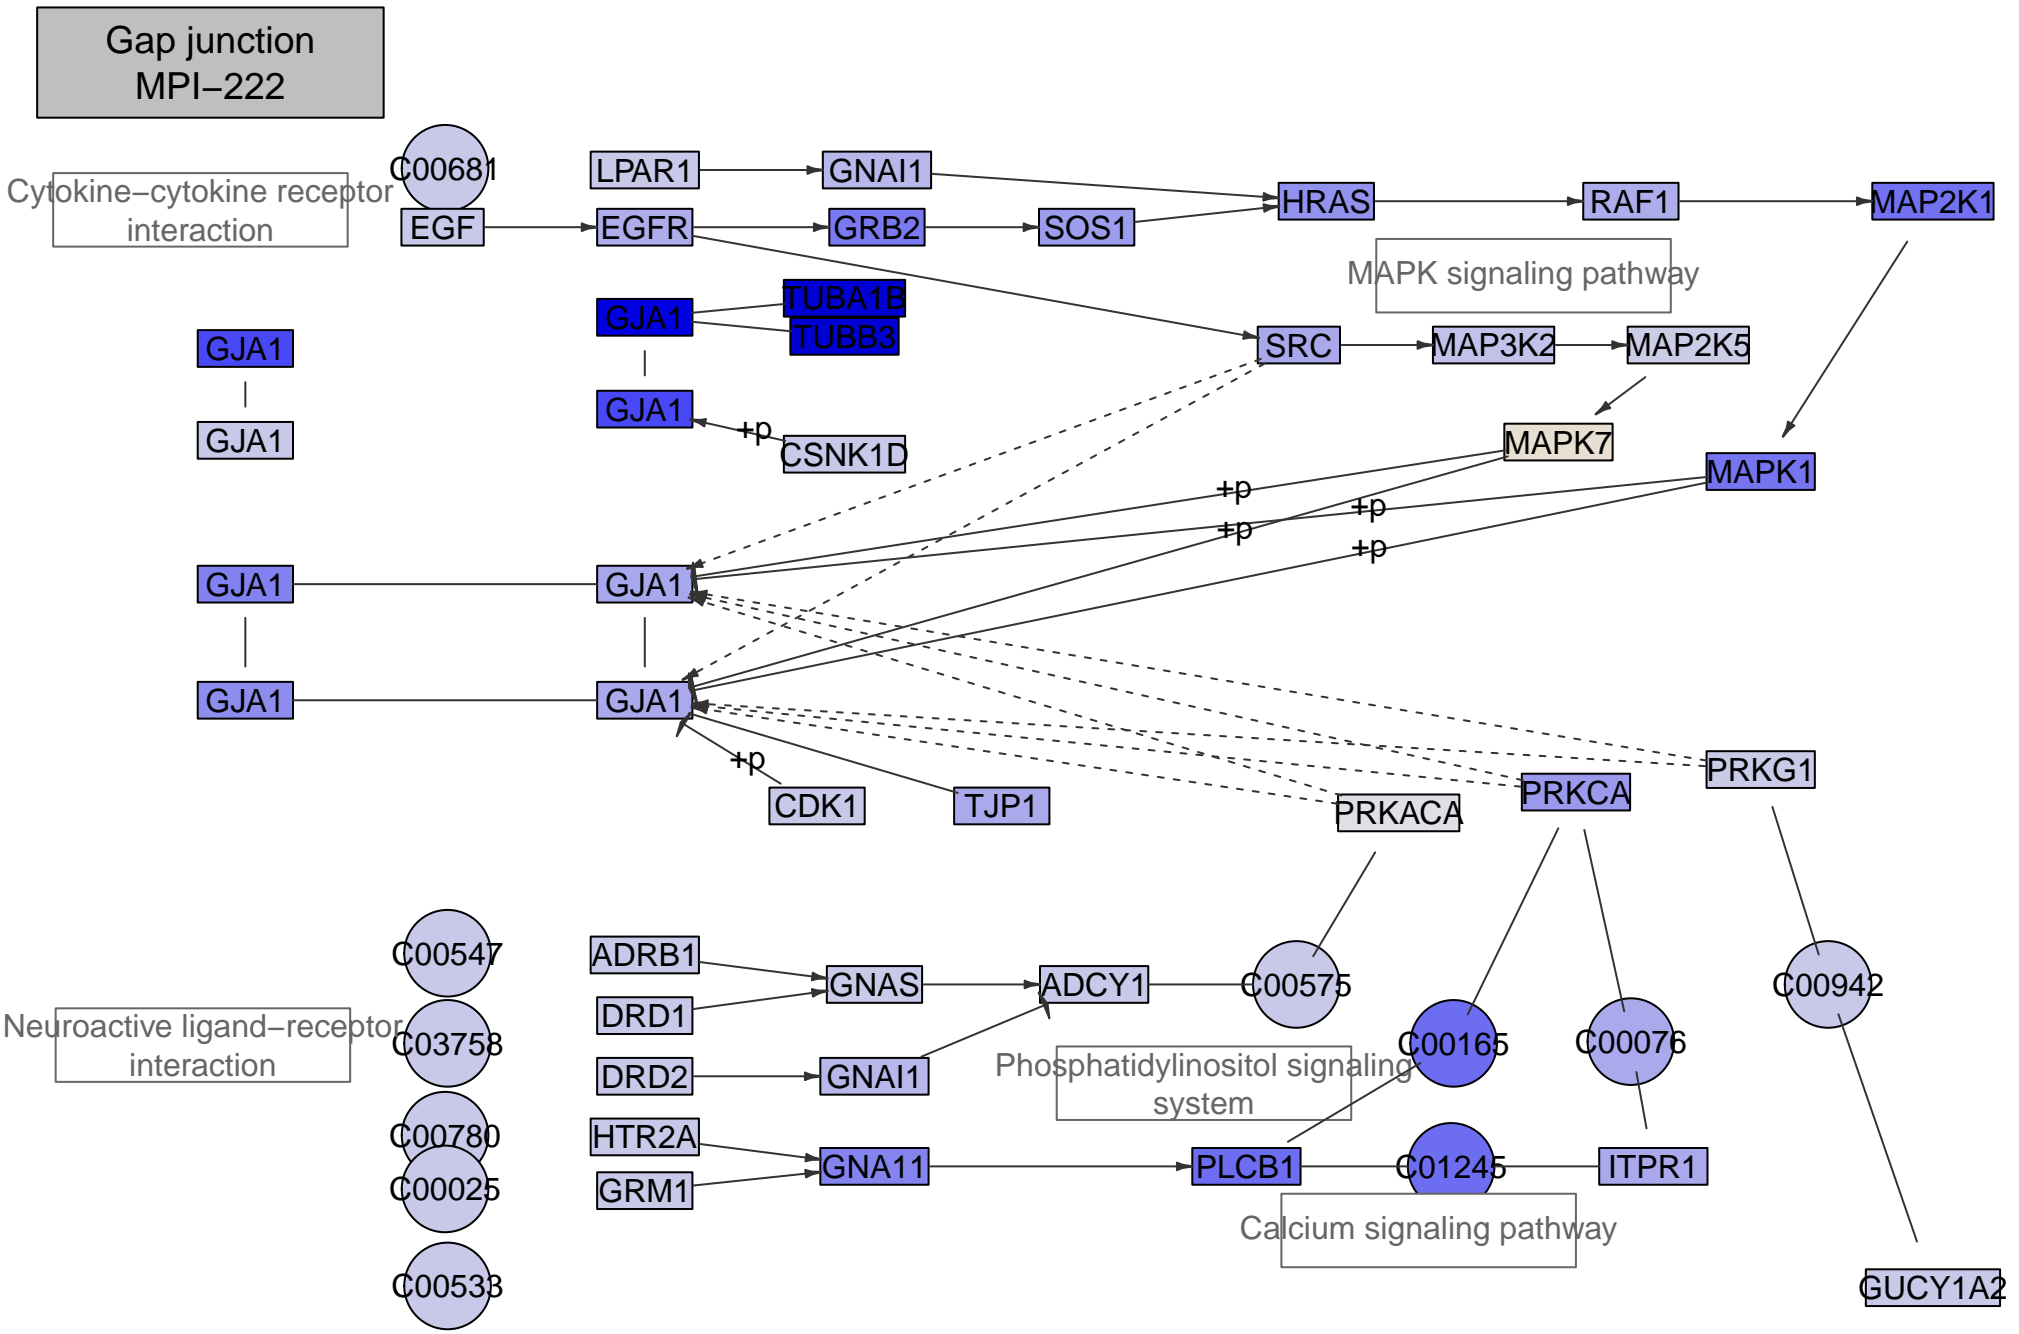 Gap junction
MPI−222
C00681
Cytokine−cytokine receptor
interaction
LPAR1
GNAI1
EGF
EGFR
GRB2
SOS1
HRAS
RAF1
MAP2K1
MAPK signaling pathway
TUBA1B
GJA1
TUBB3
GJA1
SRC
MAP3K2
MAP2K5
GJA1
+p
GJA1
CSNK1D
MAPK7
MAPK1
+p
+p
+p
+p
GJA1
GJA1
GJA1
GJA1
+p
CDK1
TJP1
PRKACA
PRKCA
PRKG1
C00547
ADRB1
GNAS
ADCY1
C00575
C00942
DRD1
Neuroactive ligand−receptor
interaction
C03758
C00165
C00076
DRD2
GNAI1
Phosphatidylinositol signaling
system
C00780
HTR2A
GNA11
PLCB1
C01245
ITPR1
C00025
GRM1
Calcium signaling pathway
C00533
GUCY1A2